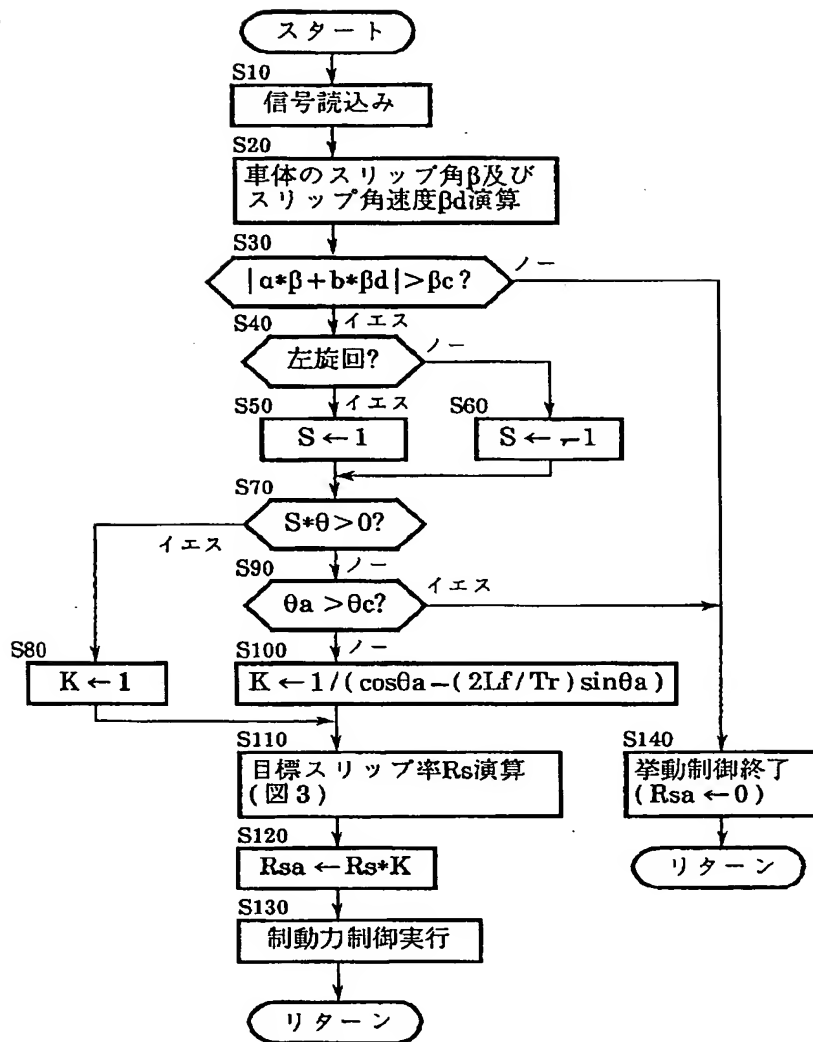 スタート
S10
信号読込み
S20
車体のスリップ角β及び
スリップ角速度βd演算
S30
|a*β+b*βd|>βc?
ノー
イエス
S40
左旋回?
ノー
イエス
S50
S←1
S60
S←-1
S70
S*θ>0?
イエス
ノー
S90
θa>θc?
イエス
ノー
S80
K←1
S100
K←1/(cosθa-(2Lf/Tr)sinθa)
S110
目標スリップ率Rs演算
(図3)
S140
挙動制御終了
(Rsa←0)
リターン
S120
Rsa←Rs*K
S130
制動力制御実行
リターン